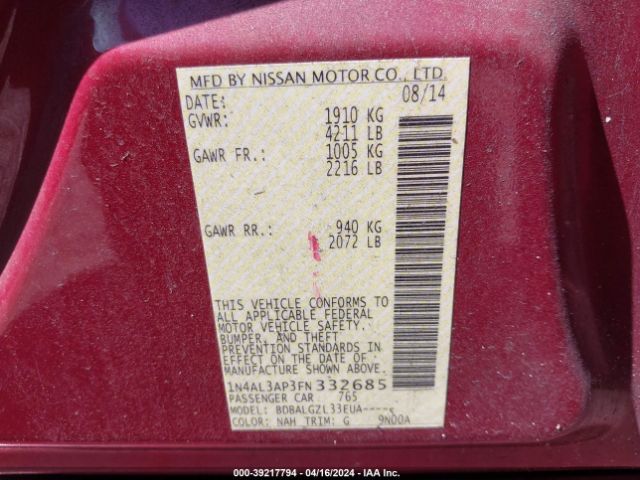 MFD BY NISSAN MOTOR CO., LTD.
DATE: 08/14
GVWR: 1910 KG
4211 LB
GAWR FR.: 1005 KG
2216 LB
GAWR RR.: 940 KG
2072 LB
THIS VEHICLE CONFORMS TO
ALL APPLICABLE FEDERAL
MOTOR VEHICLE SAFETY,
BUMPER, AND THEFT
PREVENTION STANDARDS IN
EFFECT ON THE DATE OF
MANUFACTURE SHOWN ABOVE.
1N4AL3AP3FN332685
PASSENGER CAR 765
MODEL: BDBALGZL33EUA-----
COLOR: NAH TRIM: G 9N00A
000-39217794 - 04/16/2024 - IAA Inc.